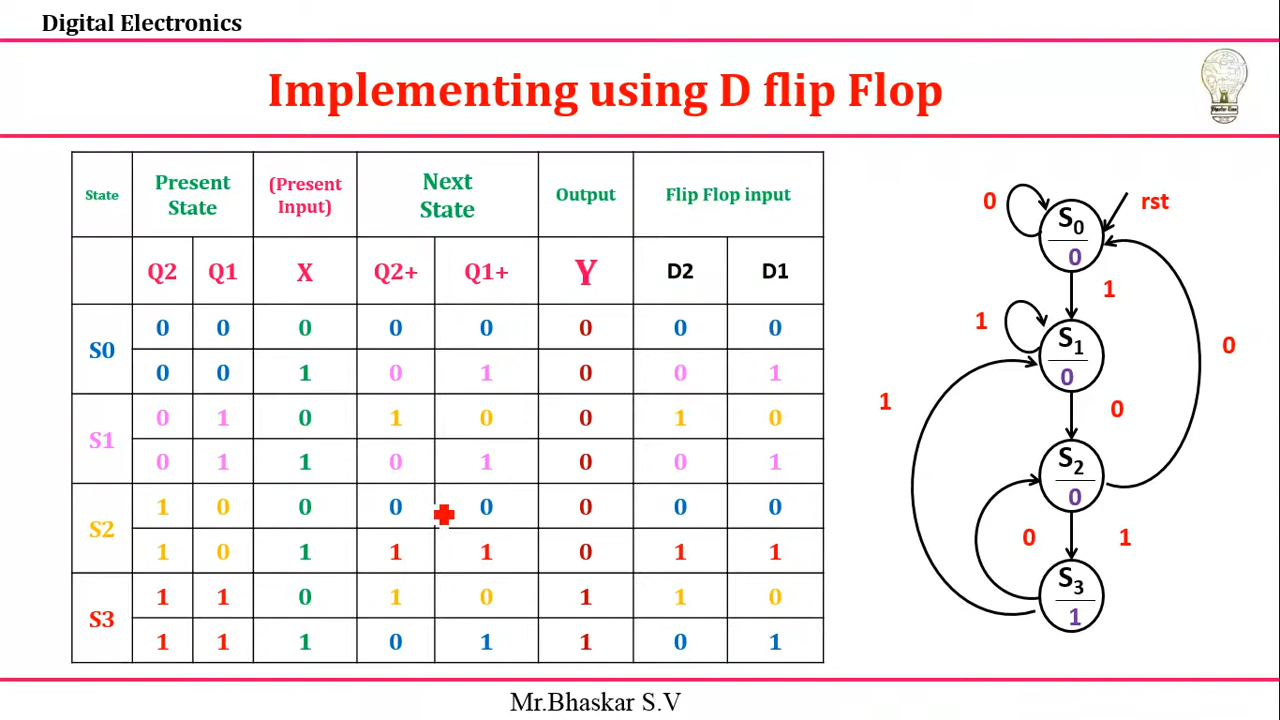 Digital Electronics
Implementing using D flip Flop
State Present State (Present Input) Next State Output Flip Flop input
Q2 Q1 X Q2+ Q1+ Y D2 D1
S0 0 0 0 0 0 0 0 0
0 0 1 0 1 0 0 1
S1 0 1 0 1 0 0 1 0
0 1 1 0 1 0 0 1
S2 1 0 0 0 0 0 0 0
1 0 1 1 1 0 1 1
S3 1 1 0 1 0 1 1 0
1 1 1 0 1 1 0 1
0
S0
0
rst
1
1
S1
0
0
1
0
S2
0
0
1
S3
1
Mr.Bhaskar S.V